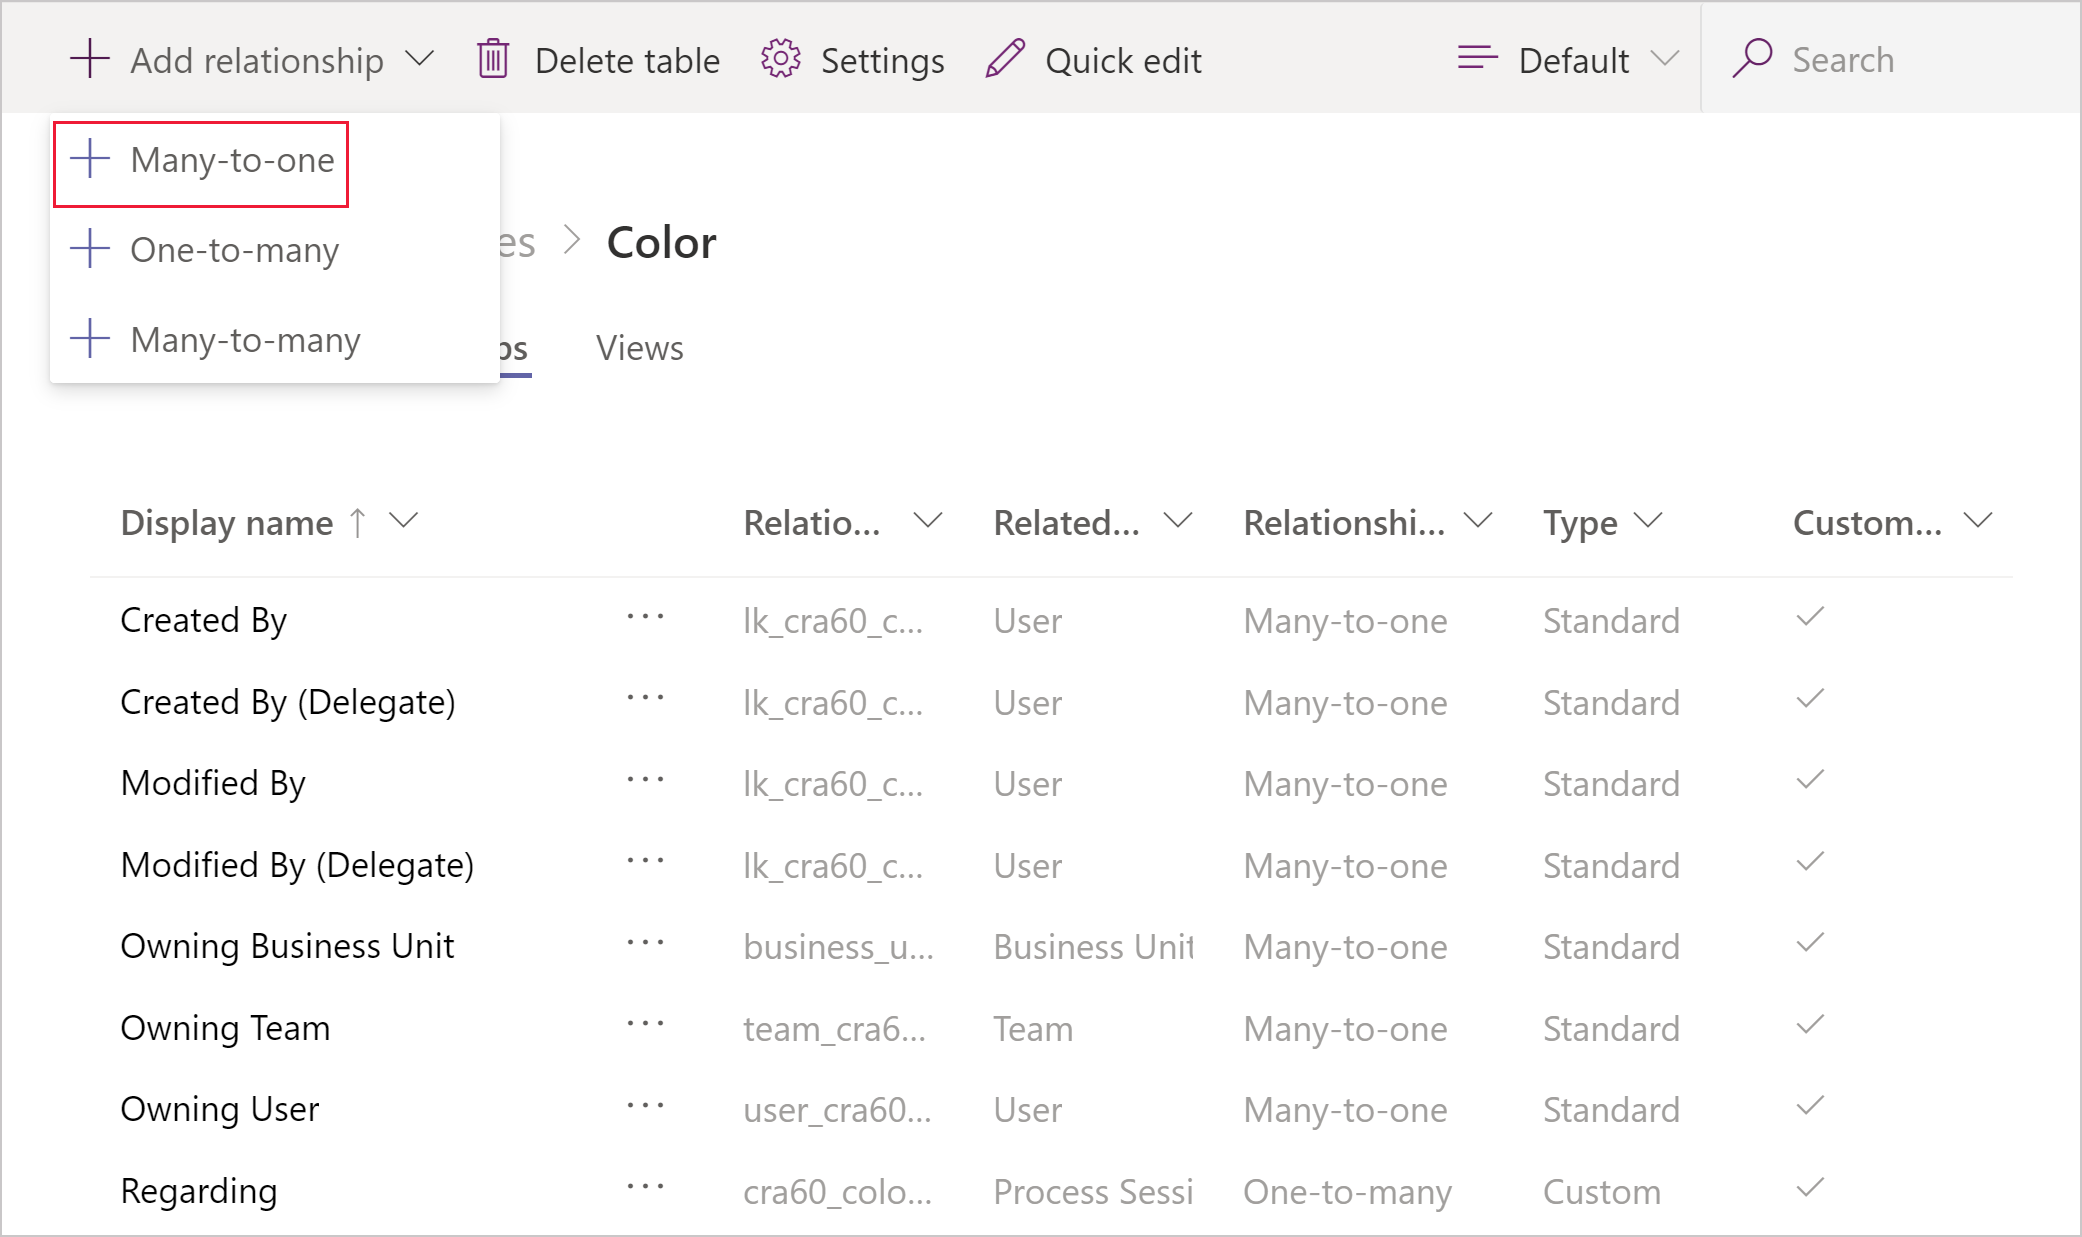 Add relationship Delete table Settings Quick edit Default Search
Many-to-one
One-to-many
Many-to-many
es > Color
ps Views
Display name ↑ Relatio... Related... Relationshi... Type Custom...
Created By ... lk_cra60_c... User Many-to-one Standard
Created By (Delegate) ... lk_cra60_c... User Many-to-one Standard
Modified By ... lk_cra60_c... User Many-to-one Standard
Modified By (Delegate) ... lk_cra60_c... User Many-to-one Standard
Owning Business Unit ... business_u... Business Unit Many-to-one Standard
Owning Team ... team_cra6... Team Many-to-one Standard
Owning User ... user_cra60... User Many-to-one Standard
Regarding ... cra60_colo... Process Sessi One-to-many Custom